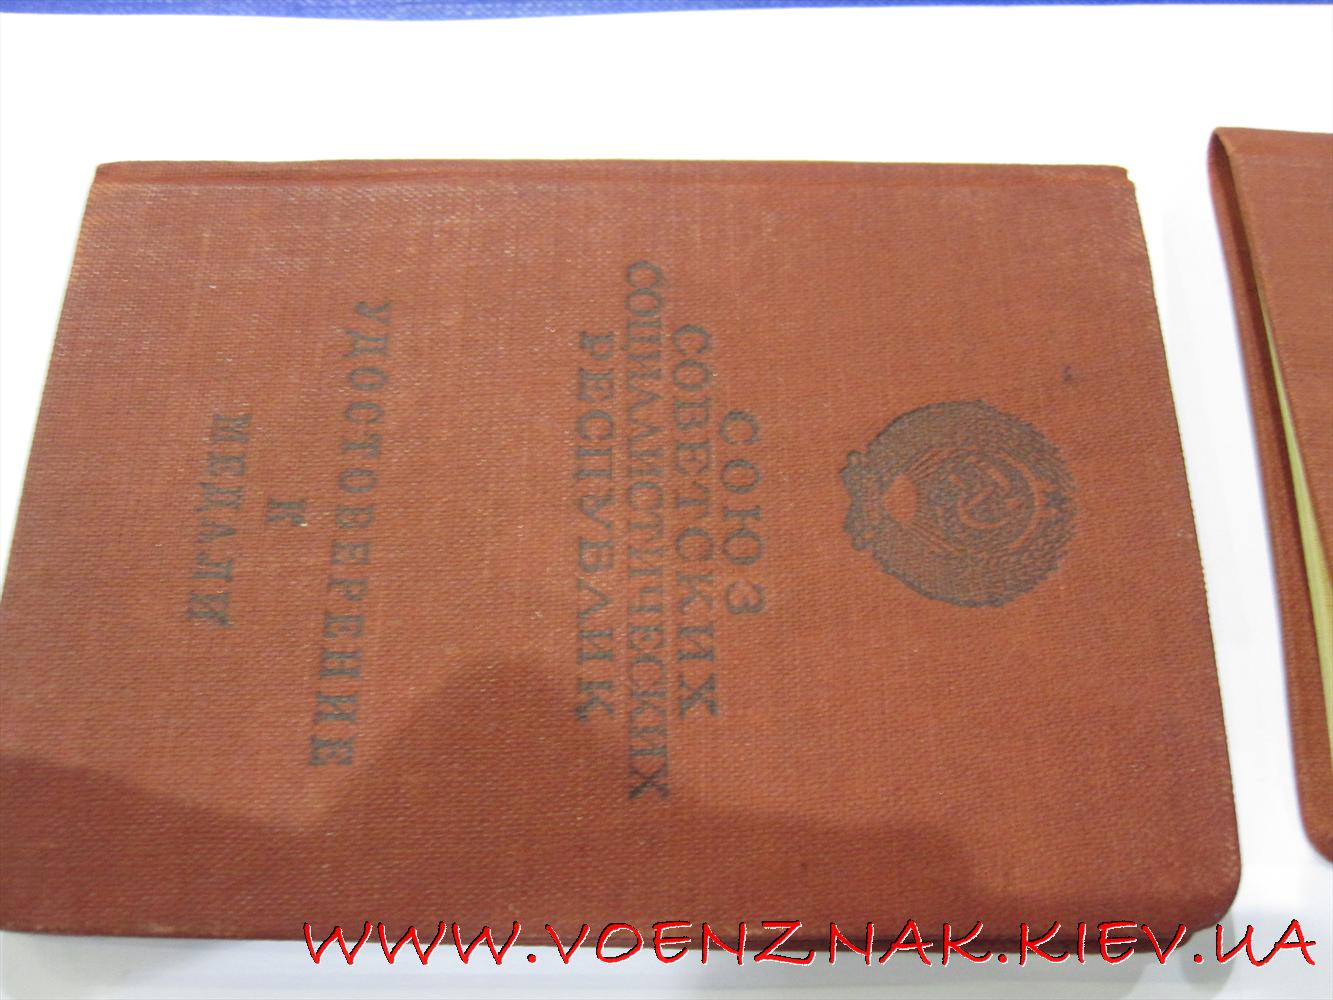 СОЮЗ
СОВЕТСКИХ
СОЦИАЛИСТИЧЕСКИХ
РЕСПУБЛИК
УДОСТОВЕРЕНИЕ
К
МЕДАЛИ
WWW.VOENZNAK.KIEV.UA